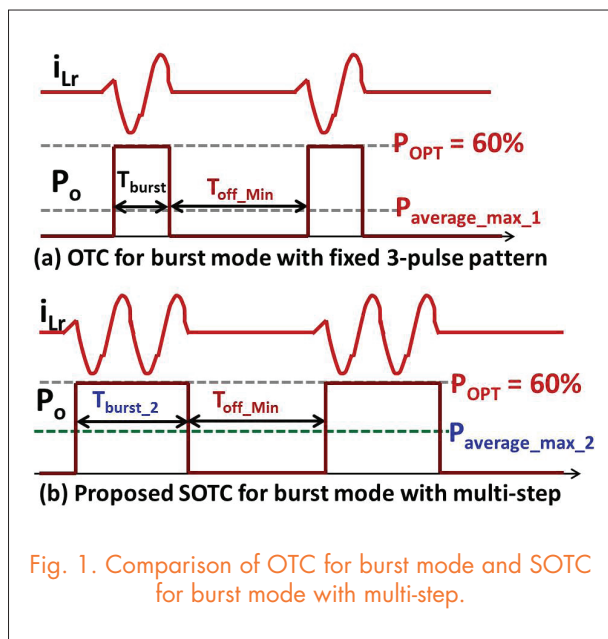 iLr
POPT = 60%
Po
Tburst
Toff_Min
Paverage_max_1
(a) OTC for burst mode with fixed 3-pulse pattern
iLr
POPT = 60%
Po
Tburst_2
Toff_Min
Paverage_max_2
(b) Proposed SOTC for burst mode with multi-step
Fig. 1. Comparison of OTC for burst mode and SOTC
for burst mode with multi-step.